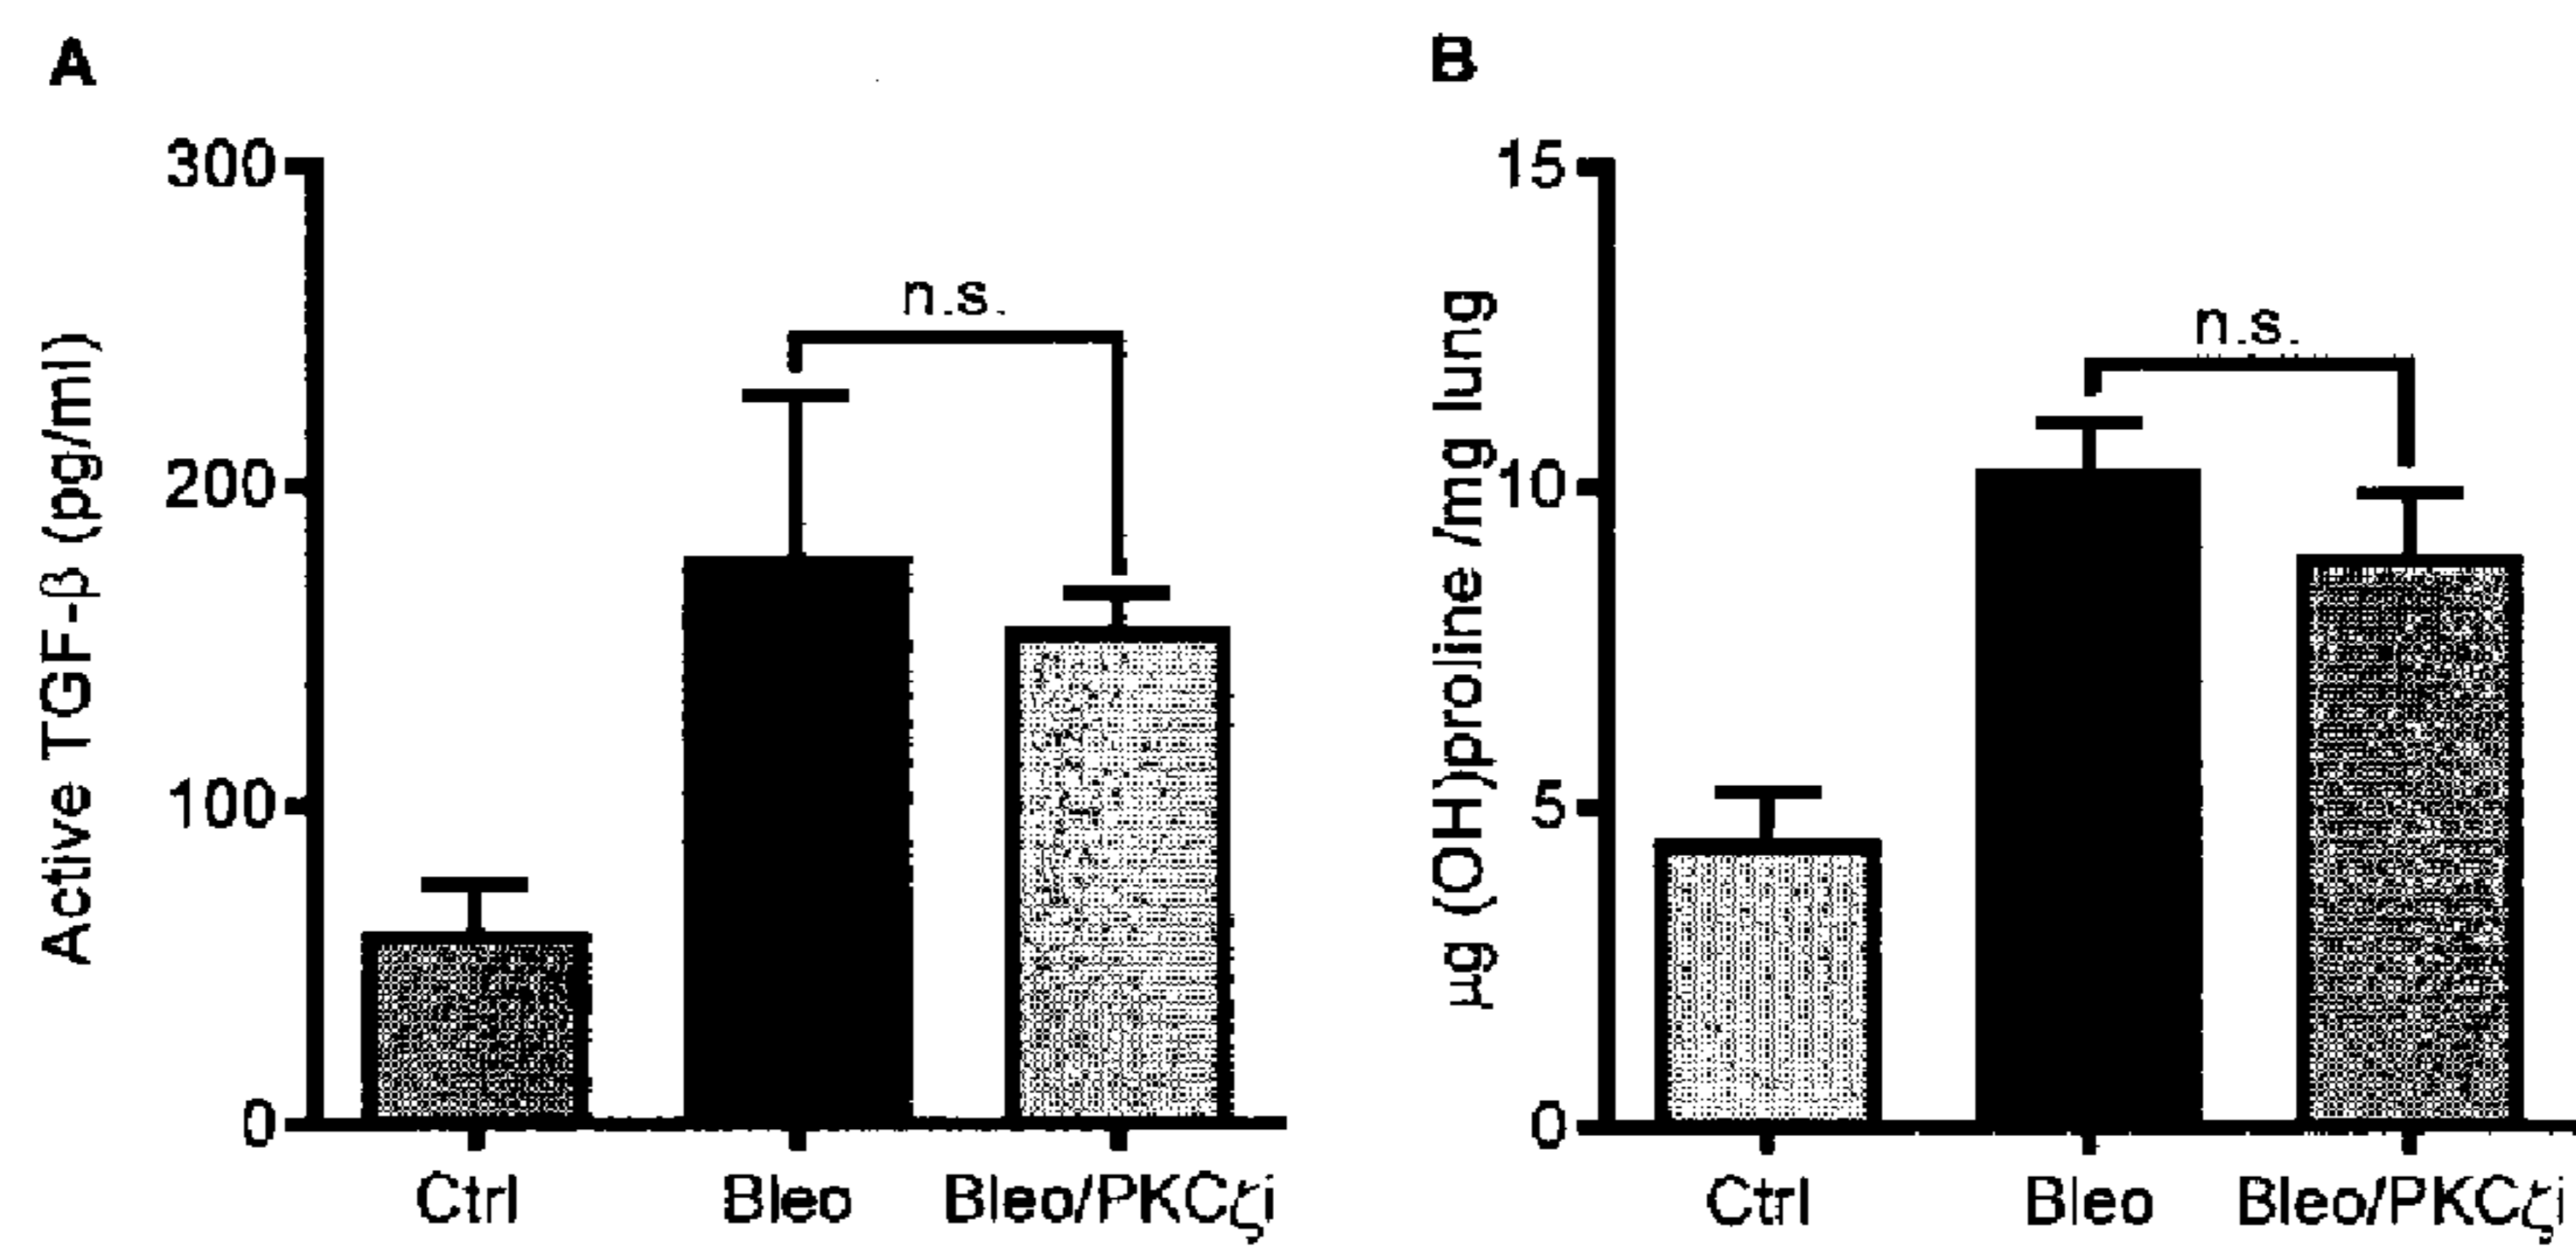 A
300
200
100
0
Active TGF-β (pg/ml)
n.s.
Ctrl
Bleo
Bleo/PKCζi
B
15
10
5
0
µg (OH)proline /mg lung
n.s.
Ctrl
Bleo
Bleo/PKCζi